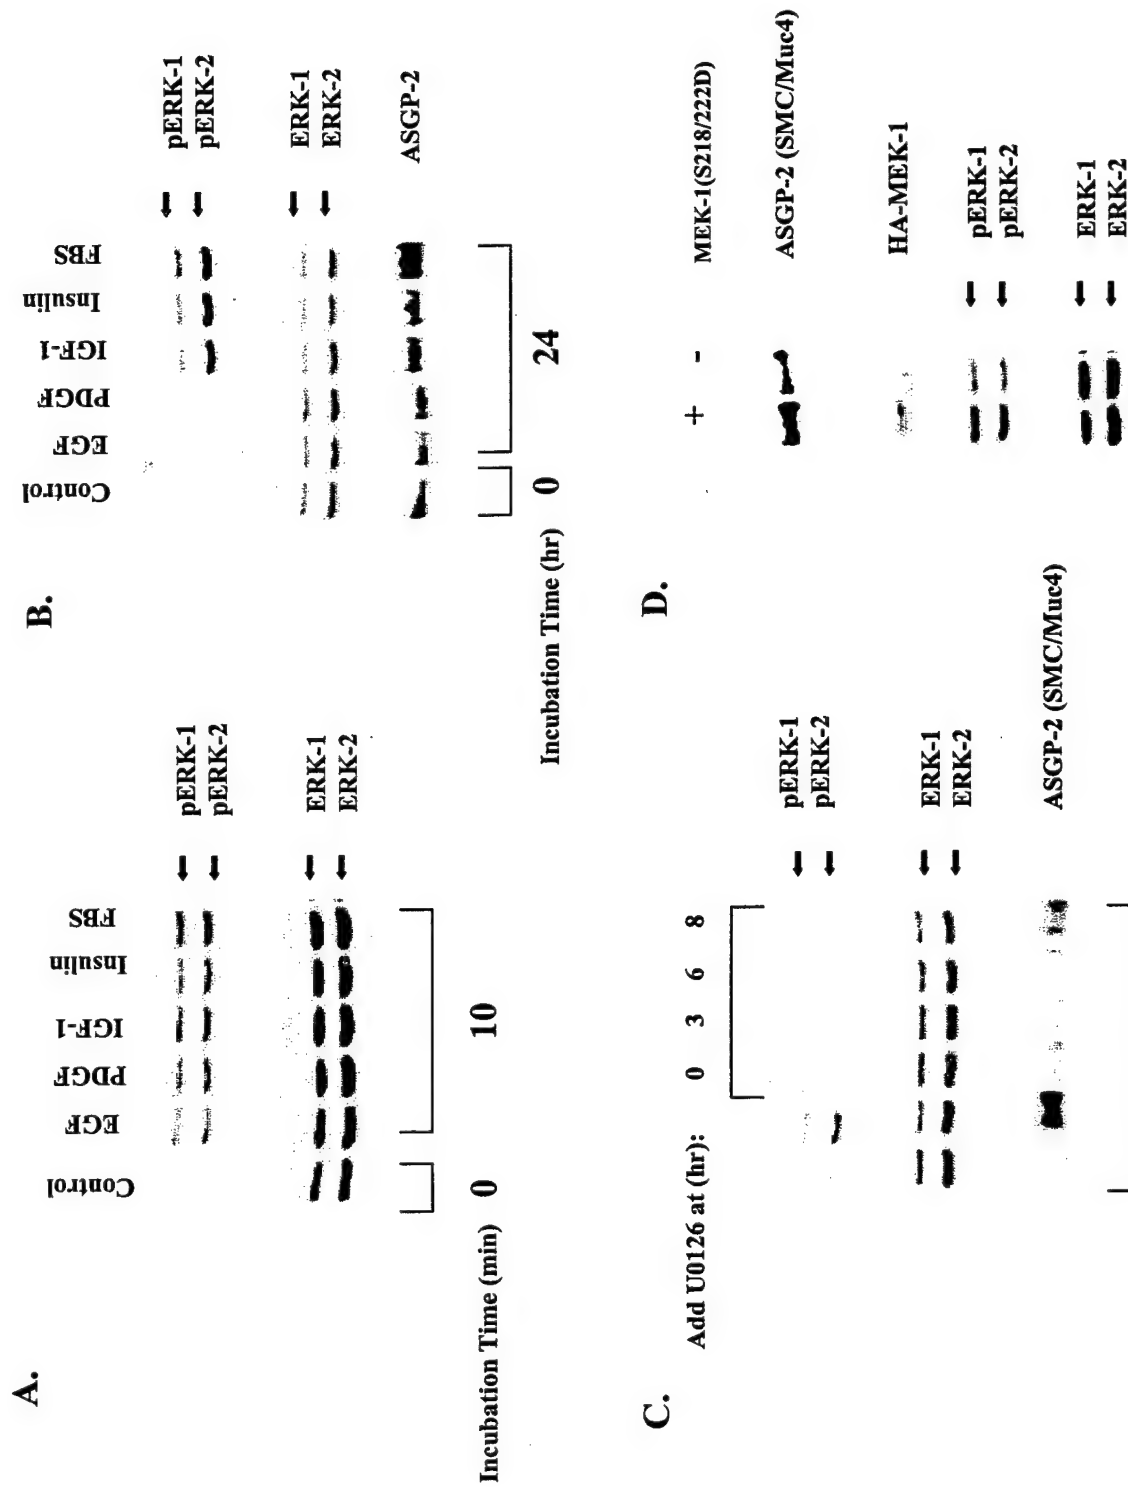 A.
Control EGF PDGF IGF-1 Insulin FBS
pERK-1
pERK-2
ERK-1
ERK-2
0 10
Incubation Time (min)
B.
Control EGF PDGF IGF-1 Insulin FBS
pERK-1
pERK-2
ERK-1
ERK-2
ASGP-2
0 24
Incubation Time (hr)
C.
Add U0126 at (hr): 0 3 6 8
pERK-1
pERK-2
ERK-1
ERK-2
ASGP-2 (SMC/Muc4)
D.
+ - MEK-1(S218/222D)
ASGP-2 (SMC/Muc4)
HA-MEK-1
pERK-1
pERK-2
ERK-1
ERK-2